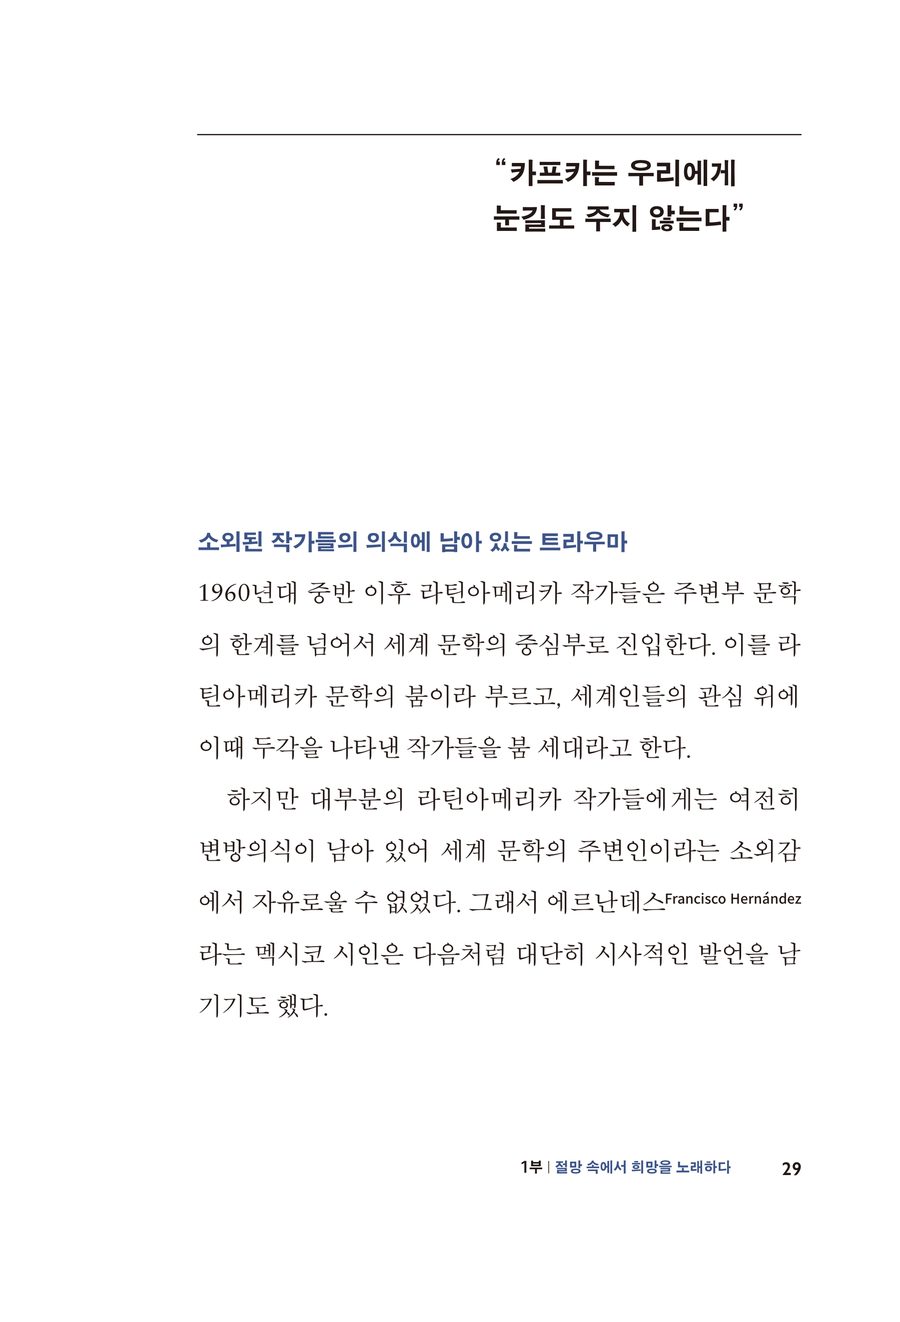 “카프카는 우리에게
눈길도 주지 않는다”
소외된 작가들의 의식에 남아 있는 트라우마
1960년대 중반 이후 라틴아메리카 작가들은 주변부 문학
의 한계를 넘어서 세계 문학의 중심부로 진입한다. 이를 라
틴아메리카 문학의 붐이라 부르고, 세계인들의 관심 위에
이때 두각을 나타낸 작가들을 붐 세대라고 한다.
하지만 대부분의 라틴아메리카 작가들에게는 여전히
변방의식이 남아 있어 세계 문학의 주변인이라는 소외감
에서 자유로울 수 없었다. 그래서 에르난데스Francisco Hernández
라는 멕시코 시인은 다음처럼 대단히 시사적인 발언을 남
기기도 했다.
1부 | 절망 속에서 희망을 노래하다 29